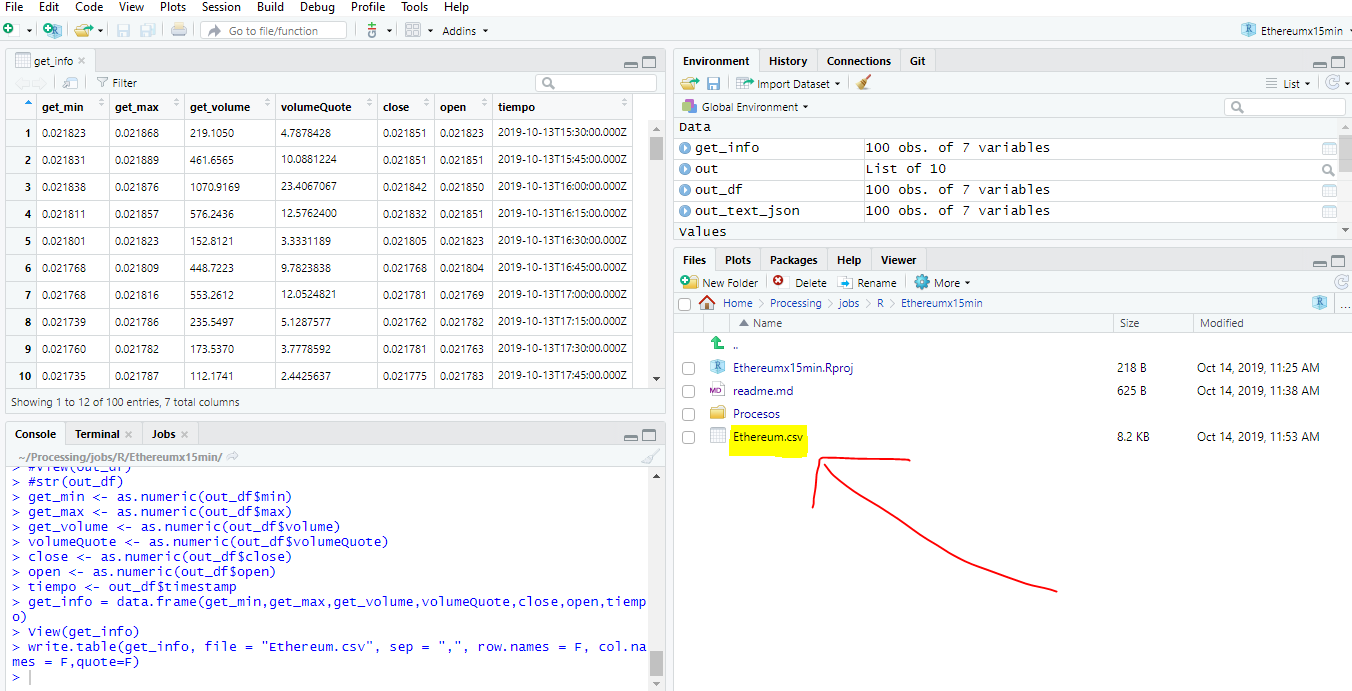 File Edit Code View Plots Session Build Debug Profile Tools Help
Go to file/function Addins Ethereumx15min
get_info
Filter
get_min get_max get_volume volumeQuote close open tiempo
1 0.021823 0.021868 219.1050 4.7878428 0.021851 0.021823 2019-10-13T15:30:00.000Z
2 0.021831 0.021889 461.6565 10.0881224 0.021851 0.021851 2019-10-13T15:45:00.000Z
3 0.021838 0.021876 1070.9169 23.4067067 0.021842 0.021850 2019-10-13T16:00:00.000Z
4 0.021811 0.021857 576.2436 12.5762400 0.021832 0.021851 2019-10-13T16:15:00.000Z
5 0.021801 0.021823 152.8121 3.3331189 0.021805 0.021823 2019-10-13T16:30:00.000Z
6 0.021768 0.021809 448.7223 9.7823838 0.021768 0.021804 2019-10-13T16:45:00.000Z
7 0.021768 0.021816 553.2612 12.0524821 0.021781 0.021769 2019-10-13T17:00:00.000Z
8 0.021739 0.021786 235.5497 5.1287577 0.021762 0.021782 2019-10-13T17:15:00.000Z
9 0.021760 0.021782 173.5370 3.7778592 0.021781 0.021763 2019-10-13T17:30:00.000Z
10 0.021735 0.021787 112.1741 2.4425637 0.021775 0.021783 2019-10-13T17:45:00.000Z
Showing 1 to 12 of 100 entries, 7 total columns
Console Terminal Jobs
~/Processing/jobs/R/Ethereumx15min/
> #View(out_df)
> #str(out_df)
> get_min <- as.numeric(out_df$min)
> get_max <- as.numeric(out_df$max)
> get_volume <- as.numeric(out_df$volume)
> volumeQuote <- as.numeric(out_df$volumeQuote)
> close <- as.numeric(out_df$close)
> open <- as.numeric(out_df$open)
> tiempo <- out_df$timestamp
> get_info = data.frame(get_min,get_max,get_volume,volumeQuote,close,open,tiemp
o)
> View(get_info)
> write.table(get_info, file = "Ethereum.csv", sep = ",", row.names = F, col.na
mes = F,quote=F)
>
Environment History Connections Git
Import Dataset List
Global Environment
Data
get_info 100 obs. of 7 variables
out List of 10
out_df 100 obs. of 7 variables
out_text_json 100 obs. of 7 variables
Values
Files Plots Packages Help Viewer
New Folder Delete Rename More
Home > Processing > jobs > R > Ethereumx15min ...
Name Size Modified
..
Ethereumx15min.Rproj 218 B Oct 14, 2019, 11:25 AM
MD readme.md 625 B Oct 14, 2019, 11:38 AM
Procesos
Ethereum.csv 8.2 KB Oct 14, 2019, 11:53 AM